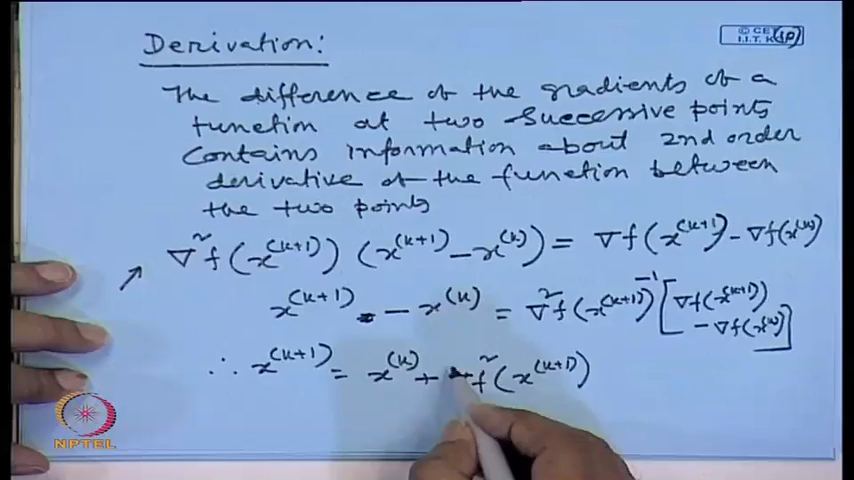 Derivation:
© CE
I.I.T. K
The difference of the gradients of a
function at two successive points
contains information about 2nd order
derivative of the function between
the two points
∇²f(x^(k+1)) (x^(k+1) - x^(k)) = ∇f(x^(k+1)) - ∇f(x^(k))
x^(k+1) - x^(k) = ∇²f(x^(k+1))^-1 [∇f(x^(k+1))
- ∇f(x^(k))]
∴ x^(k+1) = x^(k) + f²(x^(k+1))
NPTEL